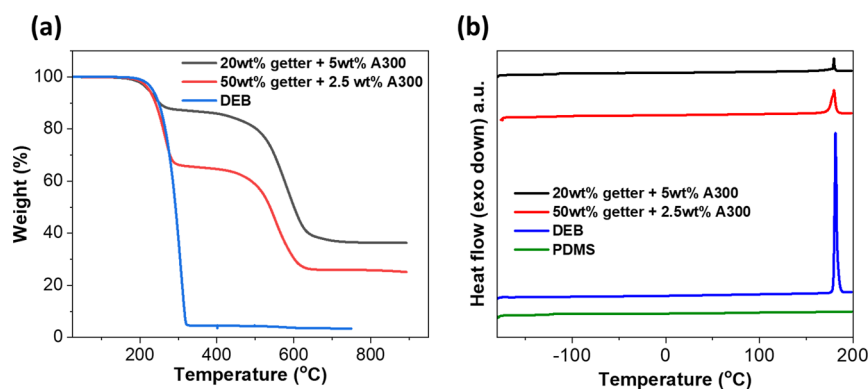 (a)
20wt% getter + 5wt% A300
50wt% getter + 2.5 wt% A300
DEB
Weight (%)
100
80
60
40
20
0
200 400 600 800
Temperature (°C)
(b)
20wt% getter + 5wt% A300
50wt% getter + 2.5wt% A300
DEB
PDMS
Heat flow (exo down) a.u.
-100 0 100 200
Temperature (°C)